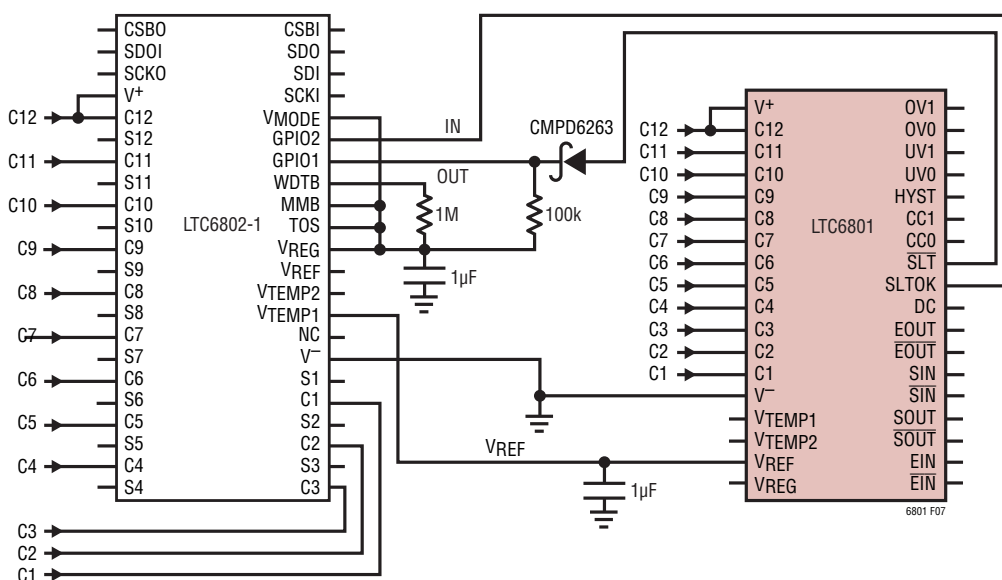 CSBO
SDOI
SCKO
V+
C12
C12
S12
C11
C11
S11
C10
C10
S10
C9
C9
S9
C8
C8
S8
C7
C7
S7
C6
C6
S6
C5
C5
S5
C4
C4
S4
C3
C2
C1
LTC6802-1
CSBI
SDO
SDI
SCKI
VMODE
GPIO2
GPIO1
WDTB
MMB
TOS
VREG
VREF
VTEMP2
VTEMP1
NC
V−
S1
C1
S2
C2
S3
C3
IN
OUT
1M
1µF
CMPD6263
100k
VREF
1µF
C12
C11
C10
C9
C8
C7
C6
C5
C4
C3
C2
C1
V+
C12
C11
C10
C9
C8
C7
C6
C5
C4
C3
C2
C1
V−
VTEMP1
VTEMP2
VREF
VREG
LTC6801
OV1
OV0
UV1
UV0
HYST
CC1
CC0
S̅L̅T̅
SLTOK
DC
EOUT
E̅O̅U̅T̅
SIN
S̅I̅N̅
SOUT
S̅O̅U̅T̅
EIN
E̅I̅N̅
6801 F07